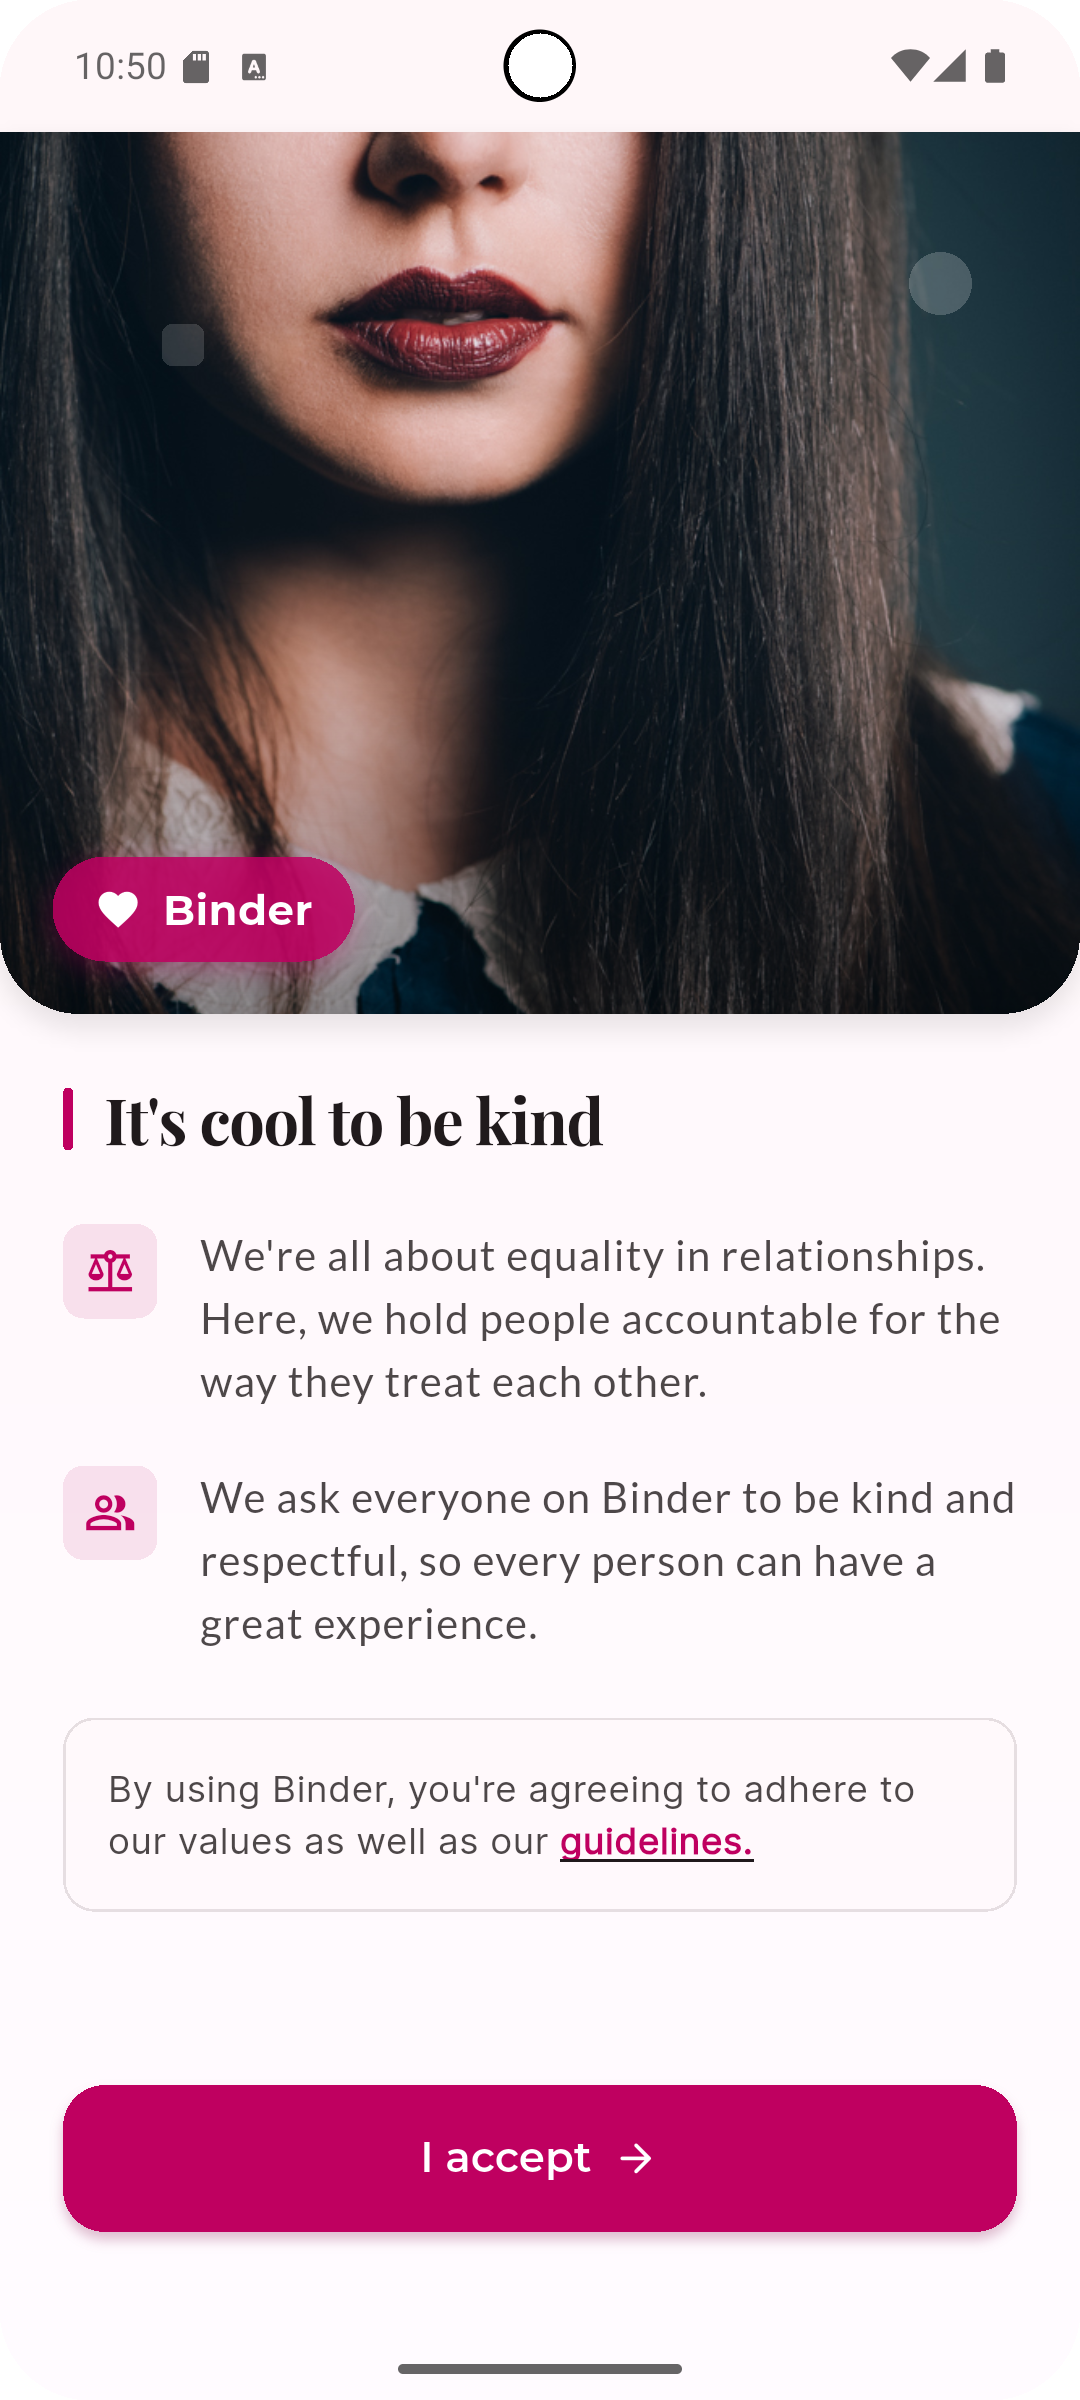 10:50
Binder
It's cool to be kind
We're all about equality in relationships.
Here, we hold people accountable for the
way they treat each other.
We ask everyone on Binder to be kind and
respectful, so every person can have a
great experience.
By using Binder, you're agreeing to adhere to
our values as well as our guidelines.
I accept